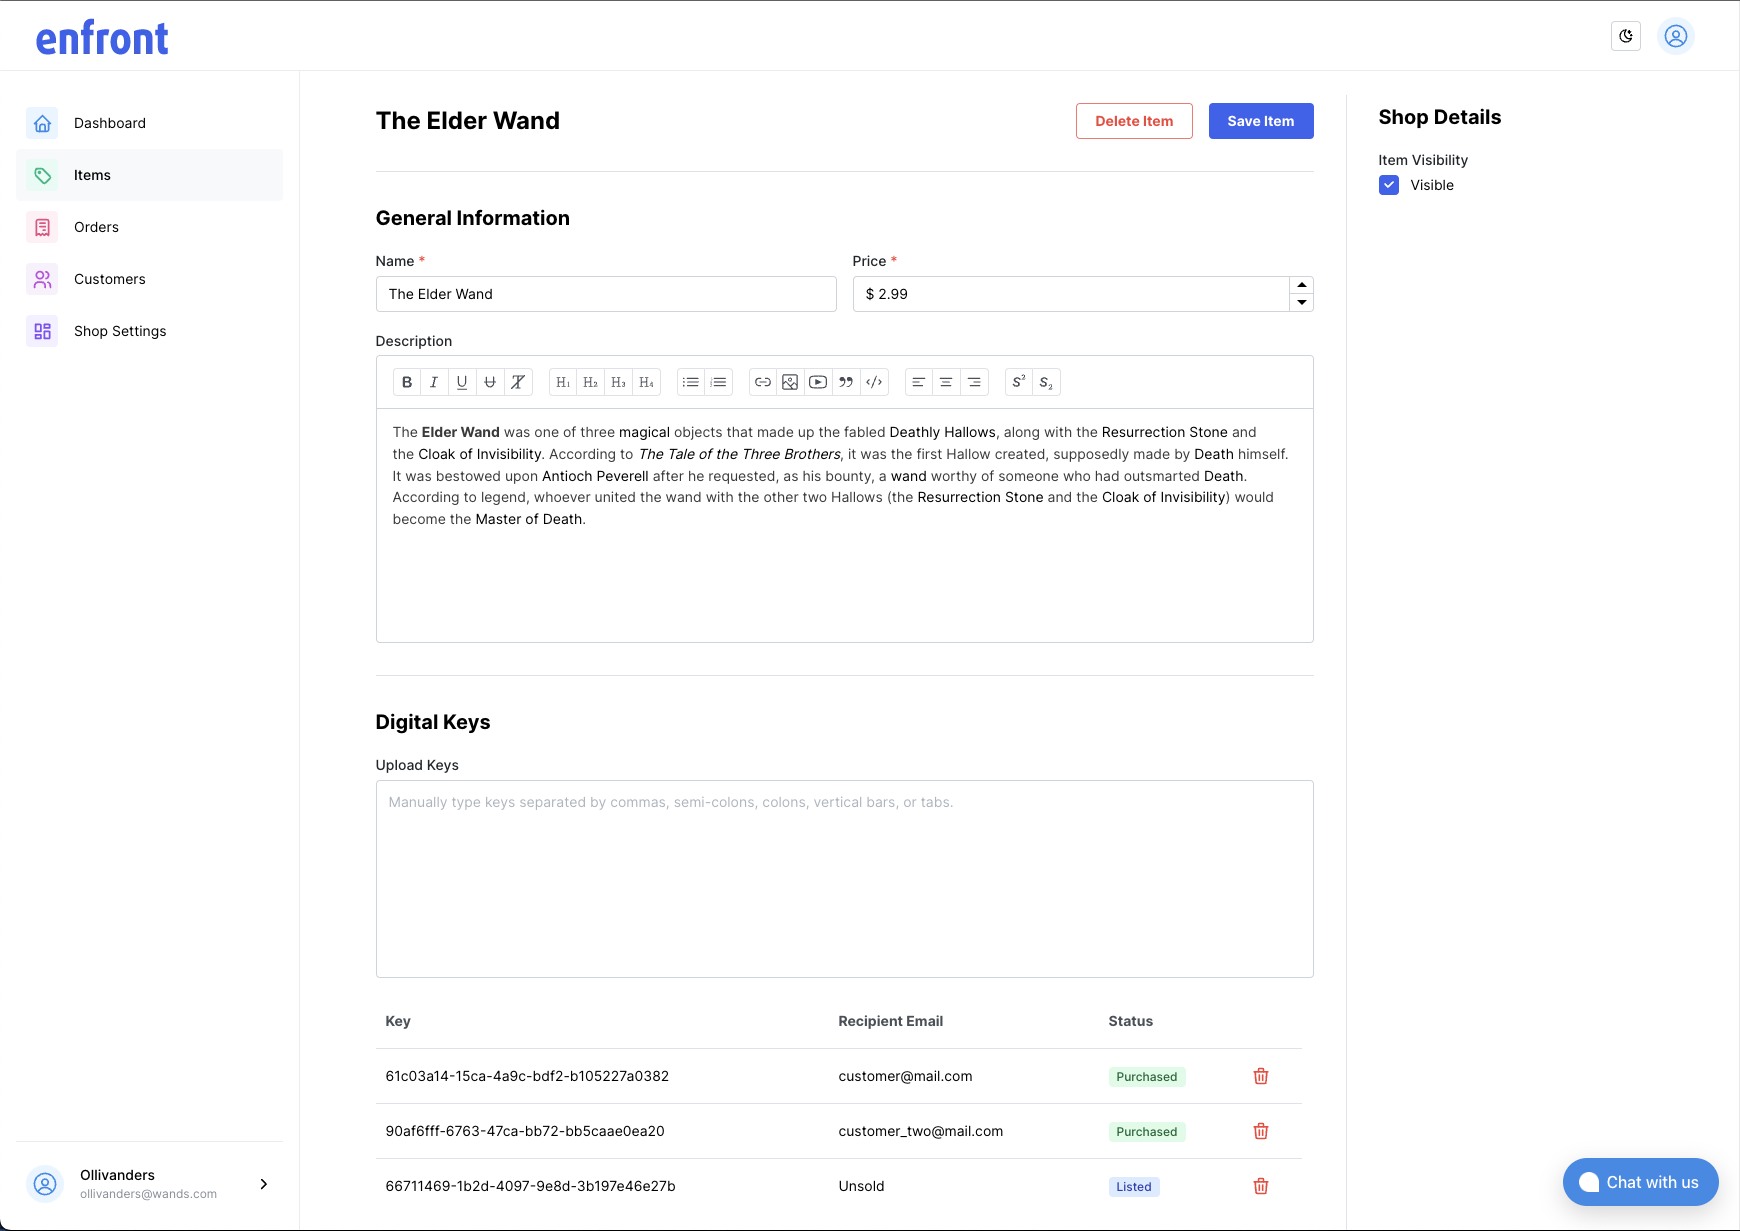 enfront
Dashboard
Items
Orders
Customers
Shop Settings
Ollivanders
ollivanders@wands.com
The Elder Wand
Delete Item
Save Item
General Information
Name *
The Elder Wand
Price *
$ 2.99
Description
B I U U T H1 H2 H3 H4 </> S2 S2
The Elder Wand was one of three magical objects that made up the fabled Deathly Hallows, along with the Resurrection Stone and
the Cloak of Invisibility. According to The Tale of the Three Brothers, it was the first Hallow created, supposedly made by Death himself.
It was bestowed upon Antioch Peverell after he requested, as his bounty, a wand worthy of someone who had outsmarted Death.
According to legend, whoever united the wand with the other two Hallows (the Resurrection Stone and the Cloak of Invisibility) would
become the Master of Death.
Digital Keys
Upload Keys
Manually type keys separated by commas, semi-colons, colons, vertical bars, or tabs.
Key Recipient Email Status
61c03a14-15ca-4a9c-bdf2-b105227a0382 customer@mail.com Purchased
90af6fff-6763-47ca-bb72-bb5caae0ea20 customer_two@mail.com Purchased
66711469-1b2d-4097-9e8d-3b197e46e27b Unsold Listed
Shop Details
Item Visibility
Visible
Chat with us